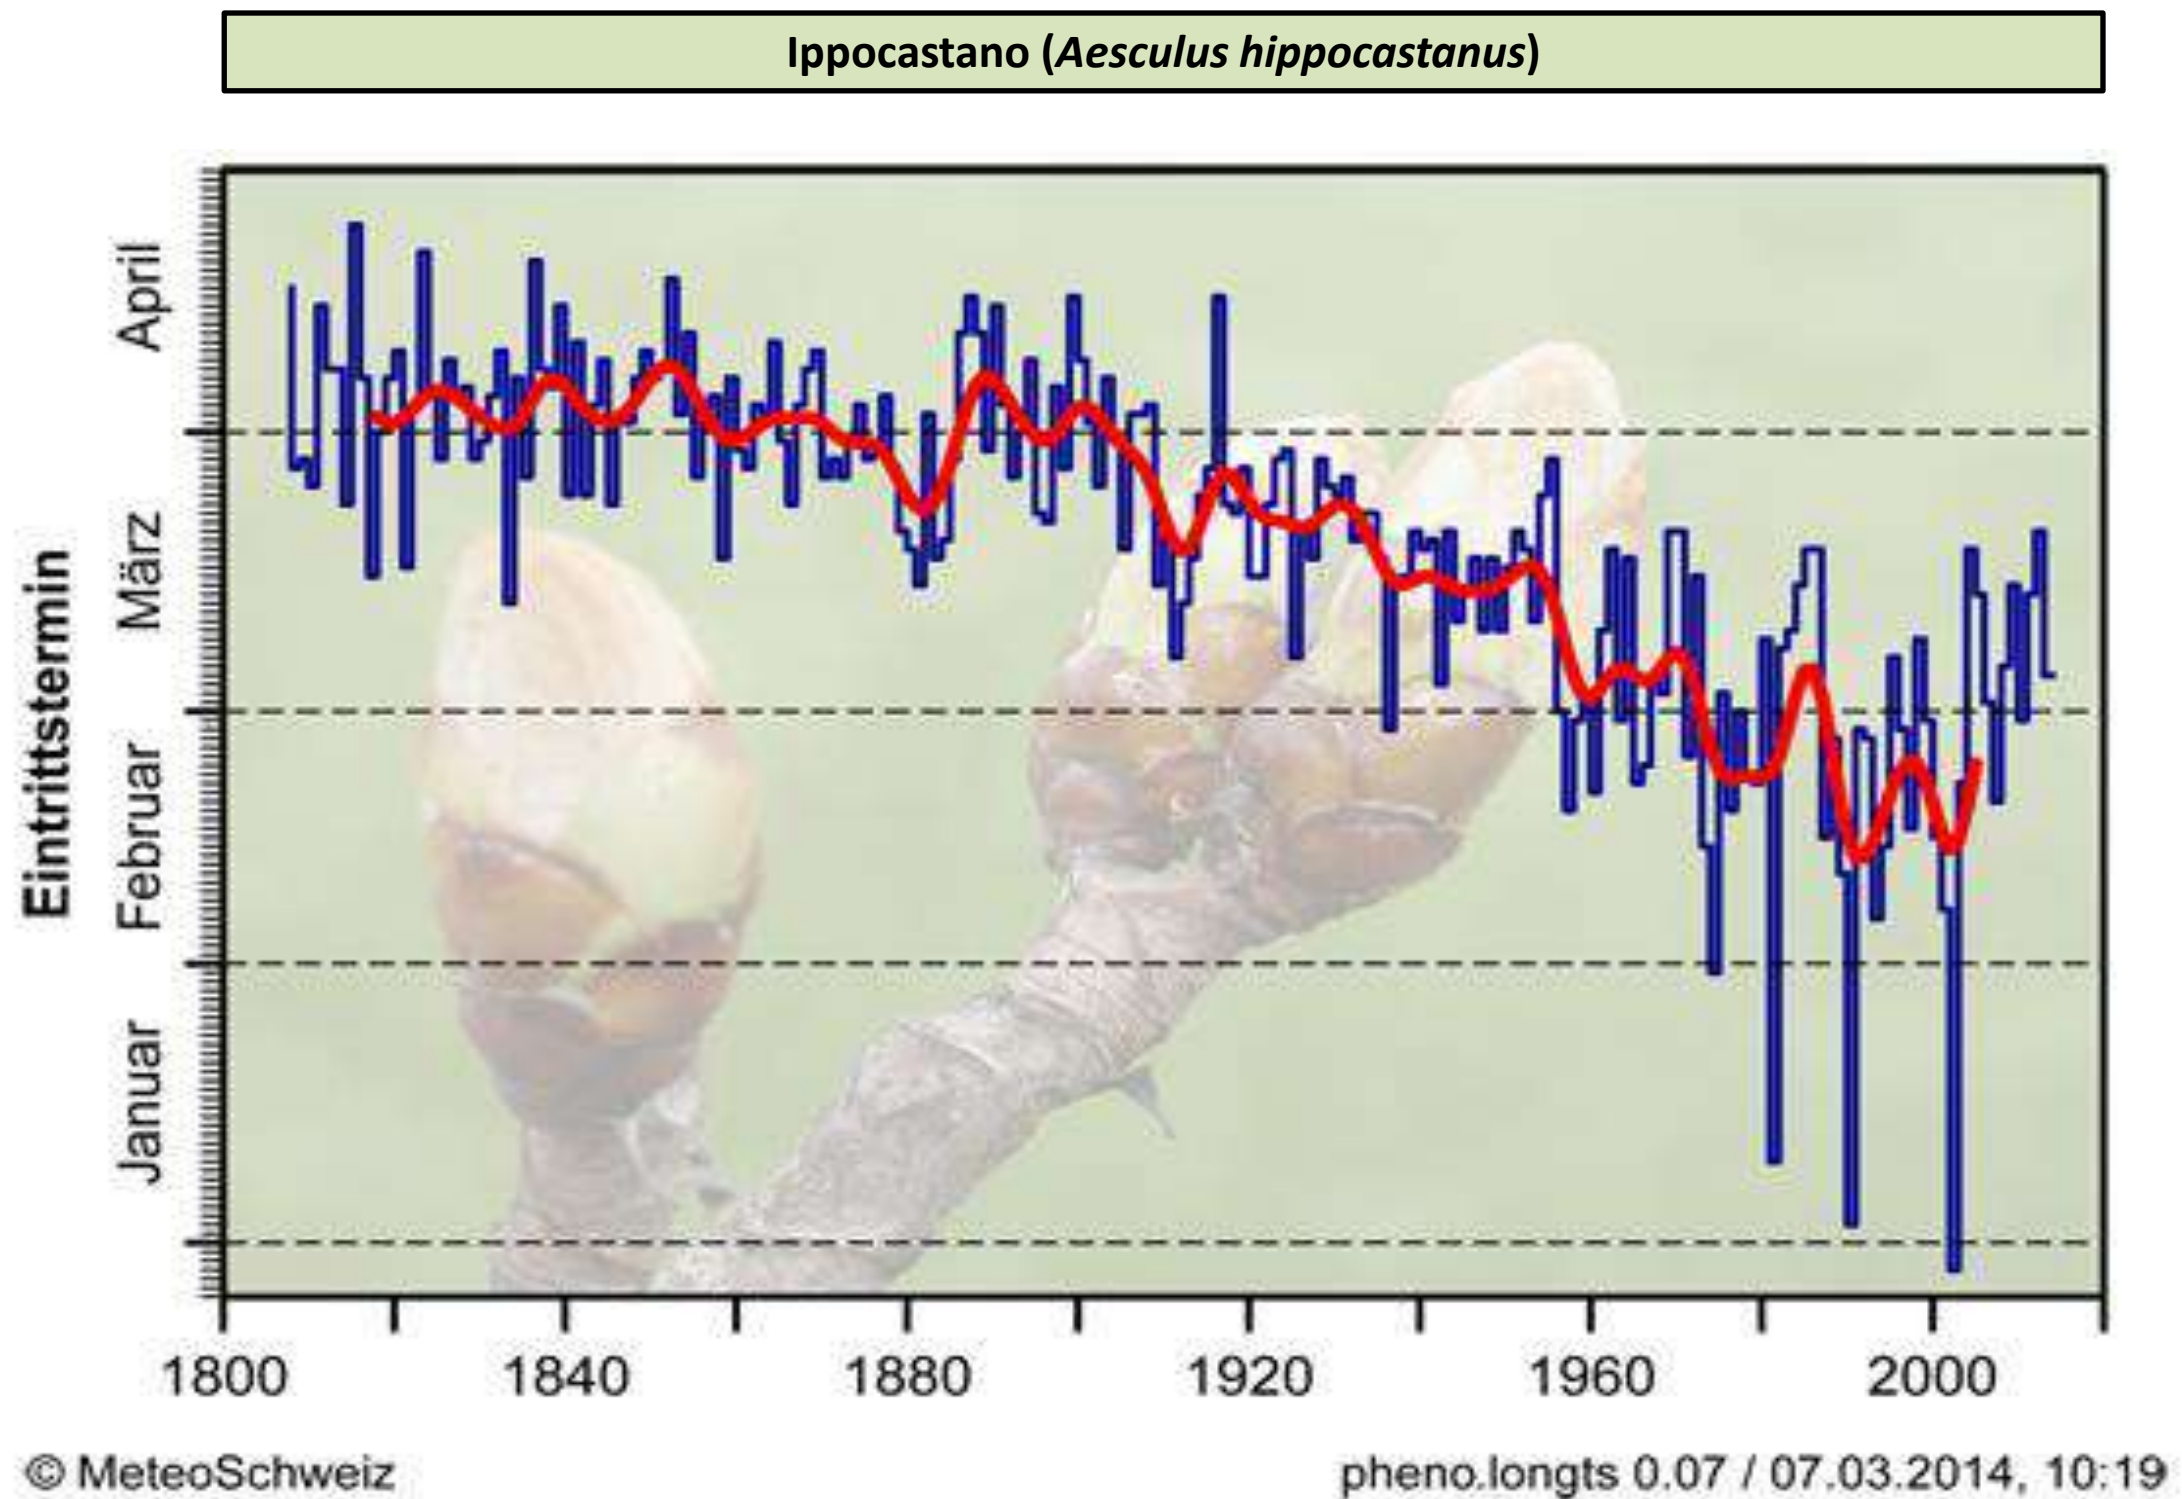 Ippocastano (Aesculus hippocastanus)
Eintrittstermin
April
März
Februar
Januar
1800 1840 1880 1920 1960 2000
© MeteoSchweiz
pheno.longts 0.07 / 07.03.2014, 10:19